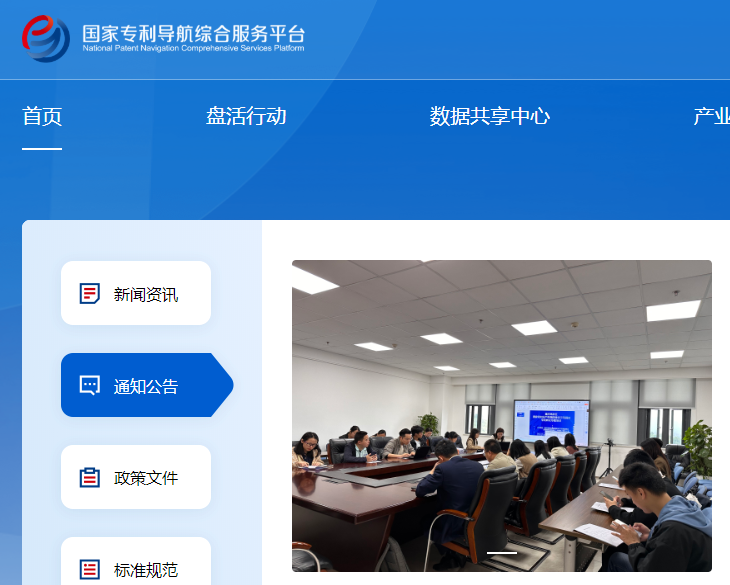 国家专利导航综合服务平台
National Patent Navigation Comprehensive Services Platform
首页
盘活行动
数据共享中心
产业
新闻资讯
通知公告
政策文件
标准规范